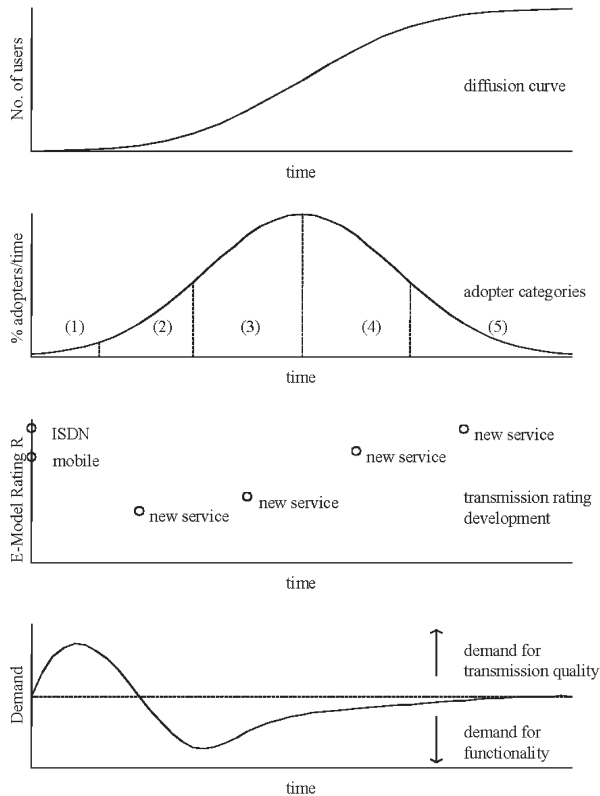 No. of users
diffusion curve
time
% adopters/time
adopter categories
(1)
(2)
(3)
(4)
(5)
time
E-Model Rating R
ISDN
mobile
new service
new service
new service
new service
transmission rating
development
time
Demand
demand for
transmission quality
demand for
functionality
time